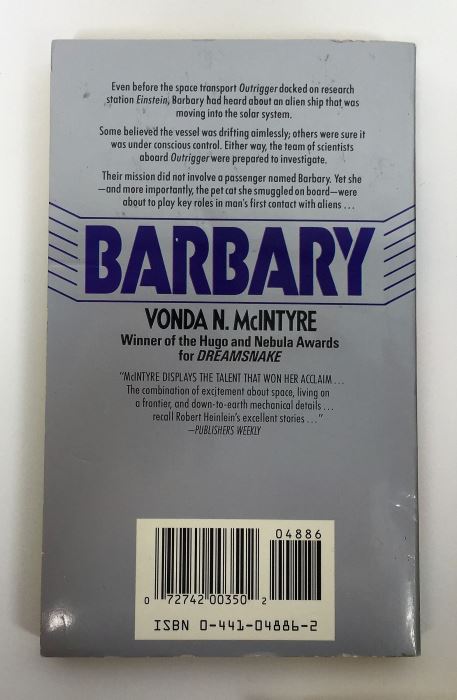 Even before the space transport Outrigger docked on research
station Einstein, Barbary had heard about an alien ship that was
moving into the solar system.
Some believed the vessel was drifting aimlessly; others were sure it
was under conscious control. Either way, the team of scientists
aboard Outrigger were prepared to investigate.
Their mission did not involve a passenger named Barbary. Yet she
—and more importantly, the pet cat she smuggled on board—were
about to play key roles in man's first contact with aliens ...
BARBARY
VONDA N. McINTYRE
Winner of the Hugo and Nebula Awards
for DREAMSNAKE
"McINTYRE DISPLAYS THE TALENT THAT WON HER ACCLAIM ...
The combination of excitement about space, living on
a frontier, and down-to-earth mechanical details ...
recall Robert Heinlein's excellent stories ..."
—PUBLISHERS WEEKLY
04886
0 72742 00350 2
ISBN 0-441-04886-2